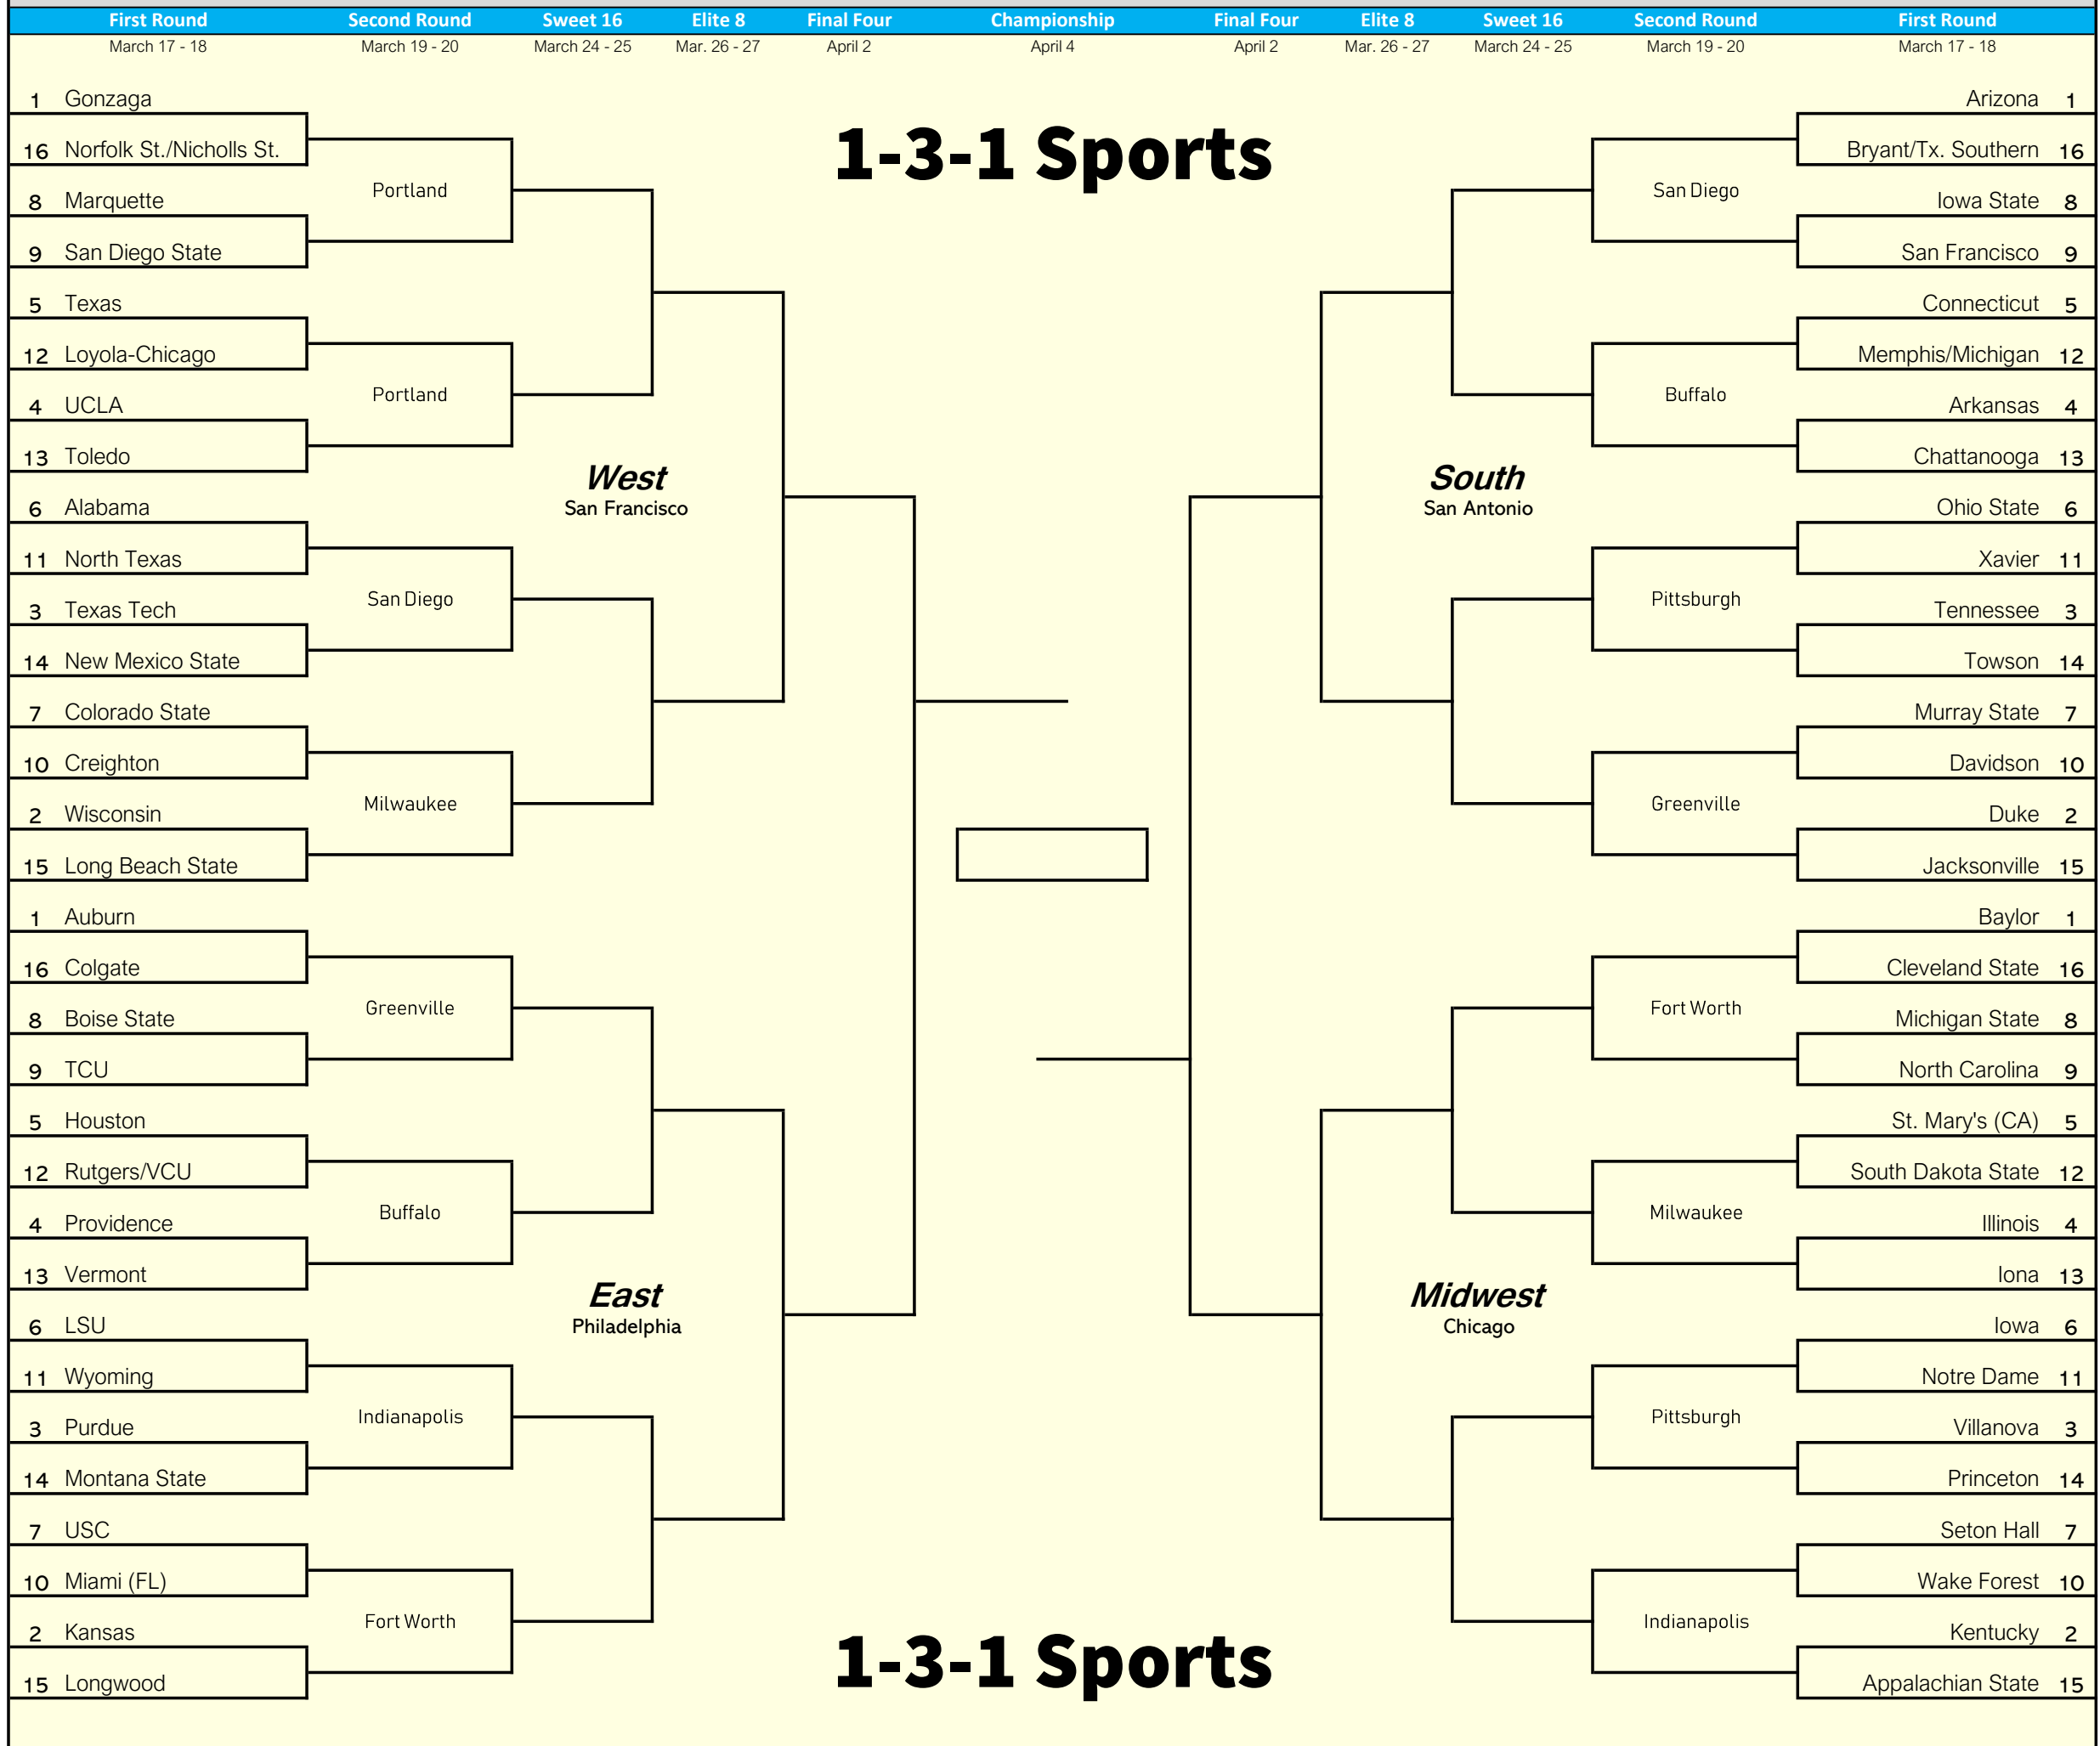 First Round Second Round Sweet 16 Elite 8 Final Four Championship Final Four Elite 8 Sweet 16 Second Round First Round
March 17 - 18 March 19 - 20 March 24 - 25 Mar. 26 - 27 April 2 April 4 April 2 Mar. 26 - 27 March 24 - 25 March 19 - 20 March 17 - 18
1-3-1 Sports
1 Gonzaga
16 Norfolk St./Nicholls St.
Portland
8 Marquette
9 San Diego State
5 Texas
12 Loyola-Chicago
Portland
4 UCLA
13 Toledo
West
San Francisco
6 Alabama
11 North Texas
San Diego
3 Texas Tech
14 New Mexico State
7 Colorado State
10 Creighton
Milwaukee
2 Wisconsin
15 Long Beach State
1 Auburn
16 Colgate
Greenville
8 Boise State
9 TCU
5 Houston
12 Rutgers/VCU
Buffalo
4 Providence
13 Vermont
East
Philadelphia
6 LSU
11 Wyoming
Indianapolis
3 Purdue
14 Montana State
7 USC
10 Miami (FL)
Fort Worth
2 Kansas
15 Longwood
Arizona 1
Bryant/Tx. Southern 16
San Diego
Iowa State 8
San Francisco 9
Connecticut 5
Memphis/Michigan 12
Buffalo
Arkansas 4
Chattanooga 13
South
San Antonio
Ohio State 6
Xavier 11
Pittsburgh
Tennessee 3
Towson 14
Murray State 7
Davidson 10
Greenville
Duke 2
Jacksonville 15
Baylor 1
Cleveland State 16
Fort Worth
Michigan State 8
North Carolina 9
St. Mary's (CA) 5
South Dakota State 12
Milwaukee
Illinois 4
Iona 13
Midwest
Chicago
Iowa 6
Notre Dame 11
Pittsburgh
Villanova 3
Princeton 14
Seton Hall 7
Wake Forest 10
Indianapolis
Kentucky 2
Appalachian State 15
1-3-1 Sports